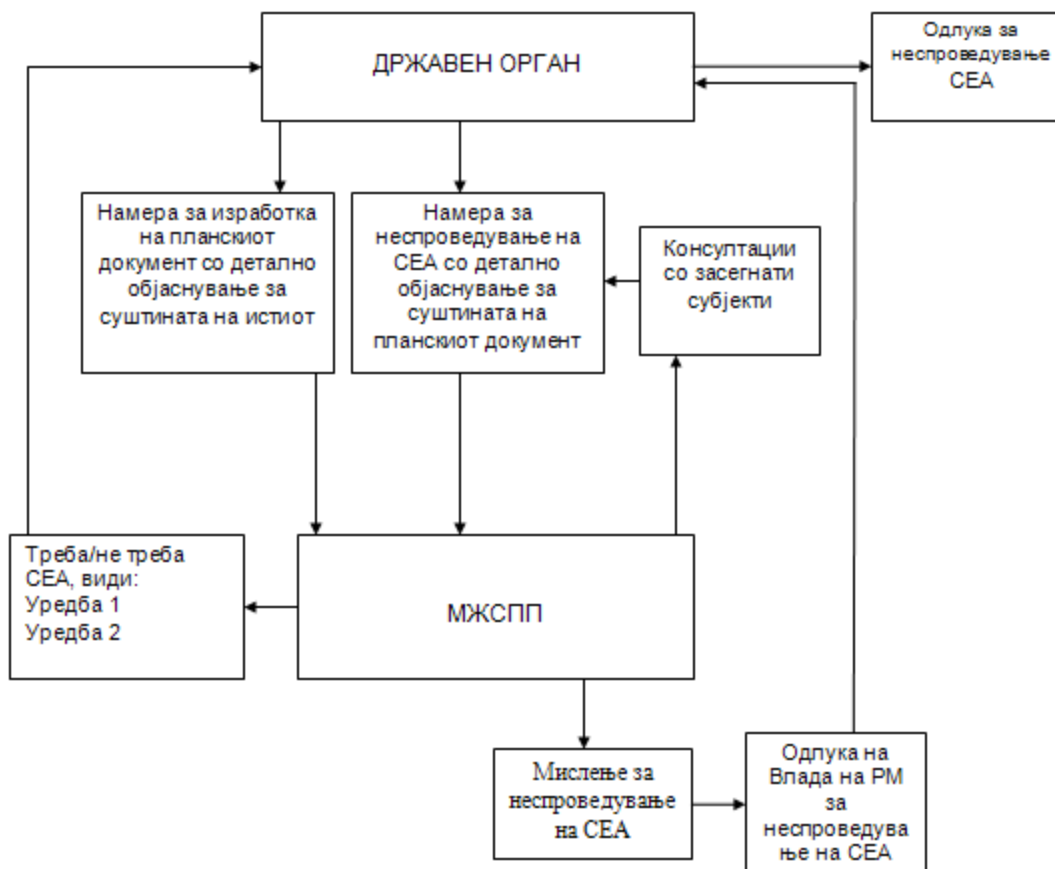 ДРЖАВЕН ОРГАН
Одлука за
неспроведување
СЕА
Намера за изработка
на планскиот
документ со детално
објаснување за
суштината на истиот
Намера за
неспроведување на
СЕА со детално
објаснување за
суштината на
планскиот документ
Консултации
со засегнати
субјекти
Треба/не треба
СЕА, види:
Уредба 1
Уредба 2
МЖСПП
Мислење за
неспроведување
на СЕА
Одлука на
Влада на РМ
за
неспроведува
ње на СЕА